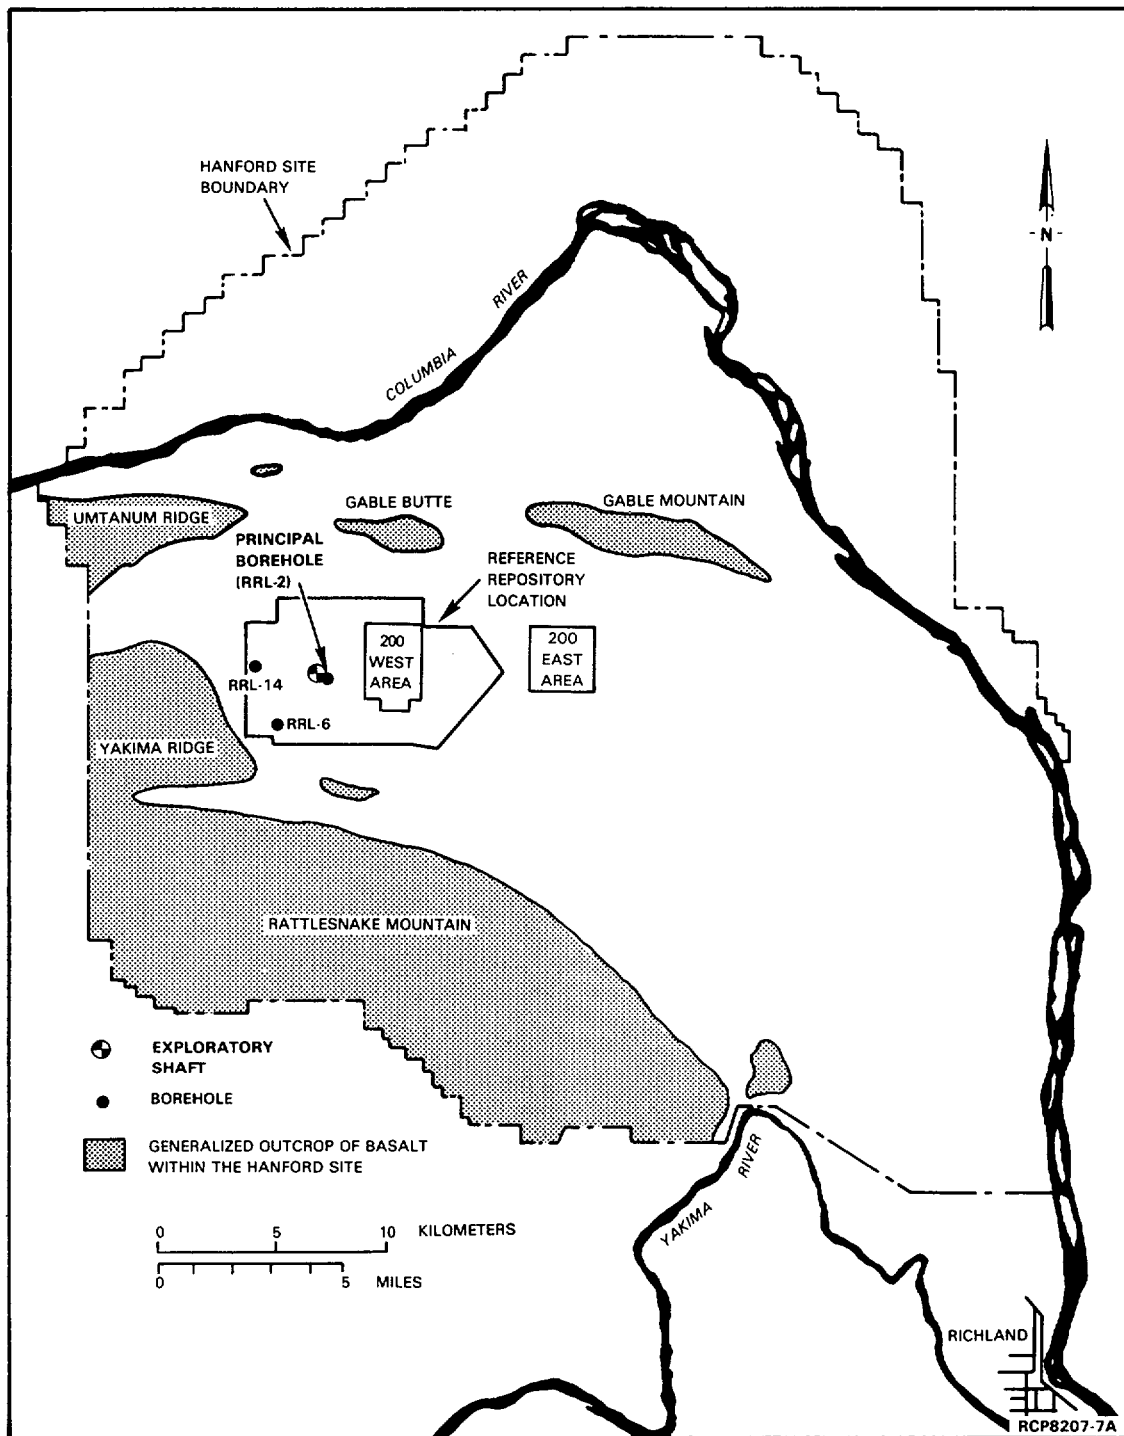 HANFORD SITE
BOUNDARY
N
COLUMBIA
RIVER
UMTANUM RIDGE
GABLE BUTTE
GABLE MOUNTAIN
PRINCIPAL
BOREHOLE
(RRL-2)
REFERENCE
REPOSITORY
LOCATION
200
WEST
AREA
200
EAST
AREA
RRL-14
RRL-6
YAKIMA RIDGE
RATTLESNAKE MOUNTAIN
EXPLORATORY
SHAFT
BOREHOLE
GENERALIZED OUTCROP OF BASALT
WITHIN THE HANFORD SITE
0 5 10 KILOMETERS
0 5 MILES
YAKIMA
RIVER
RICHLAND
RCP8207-7A